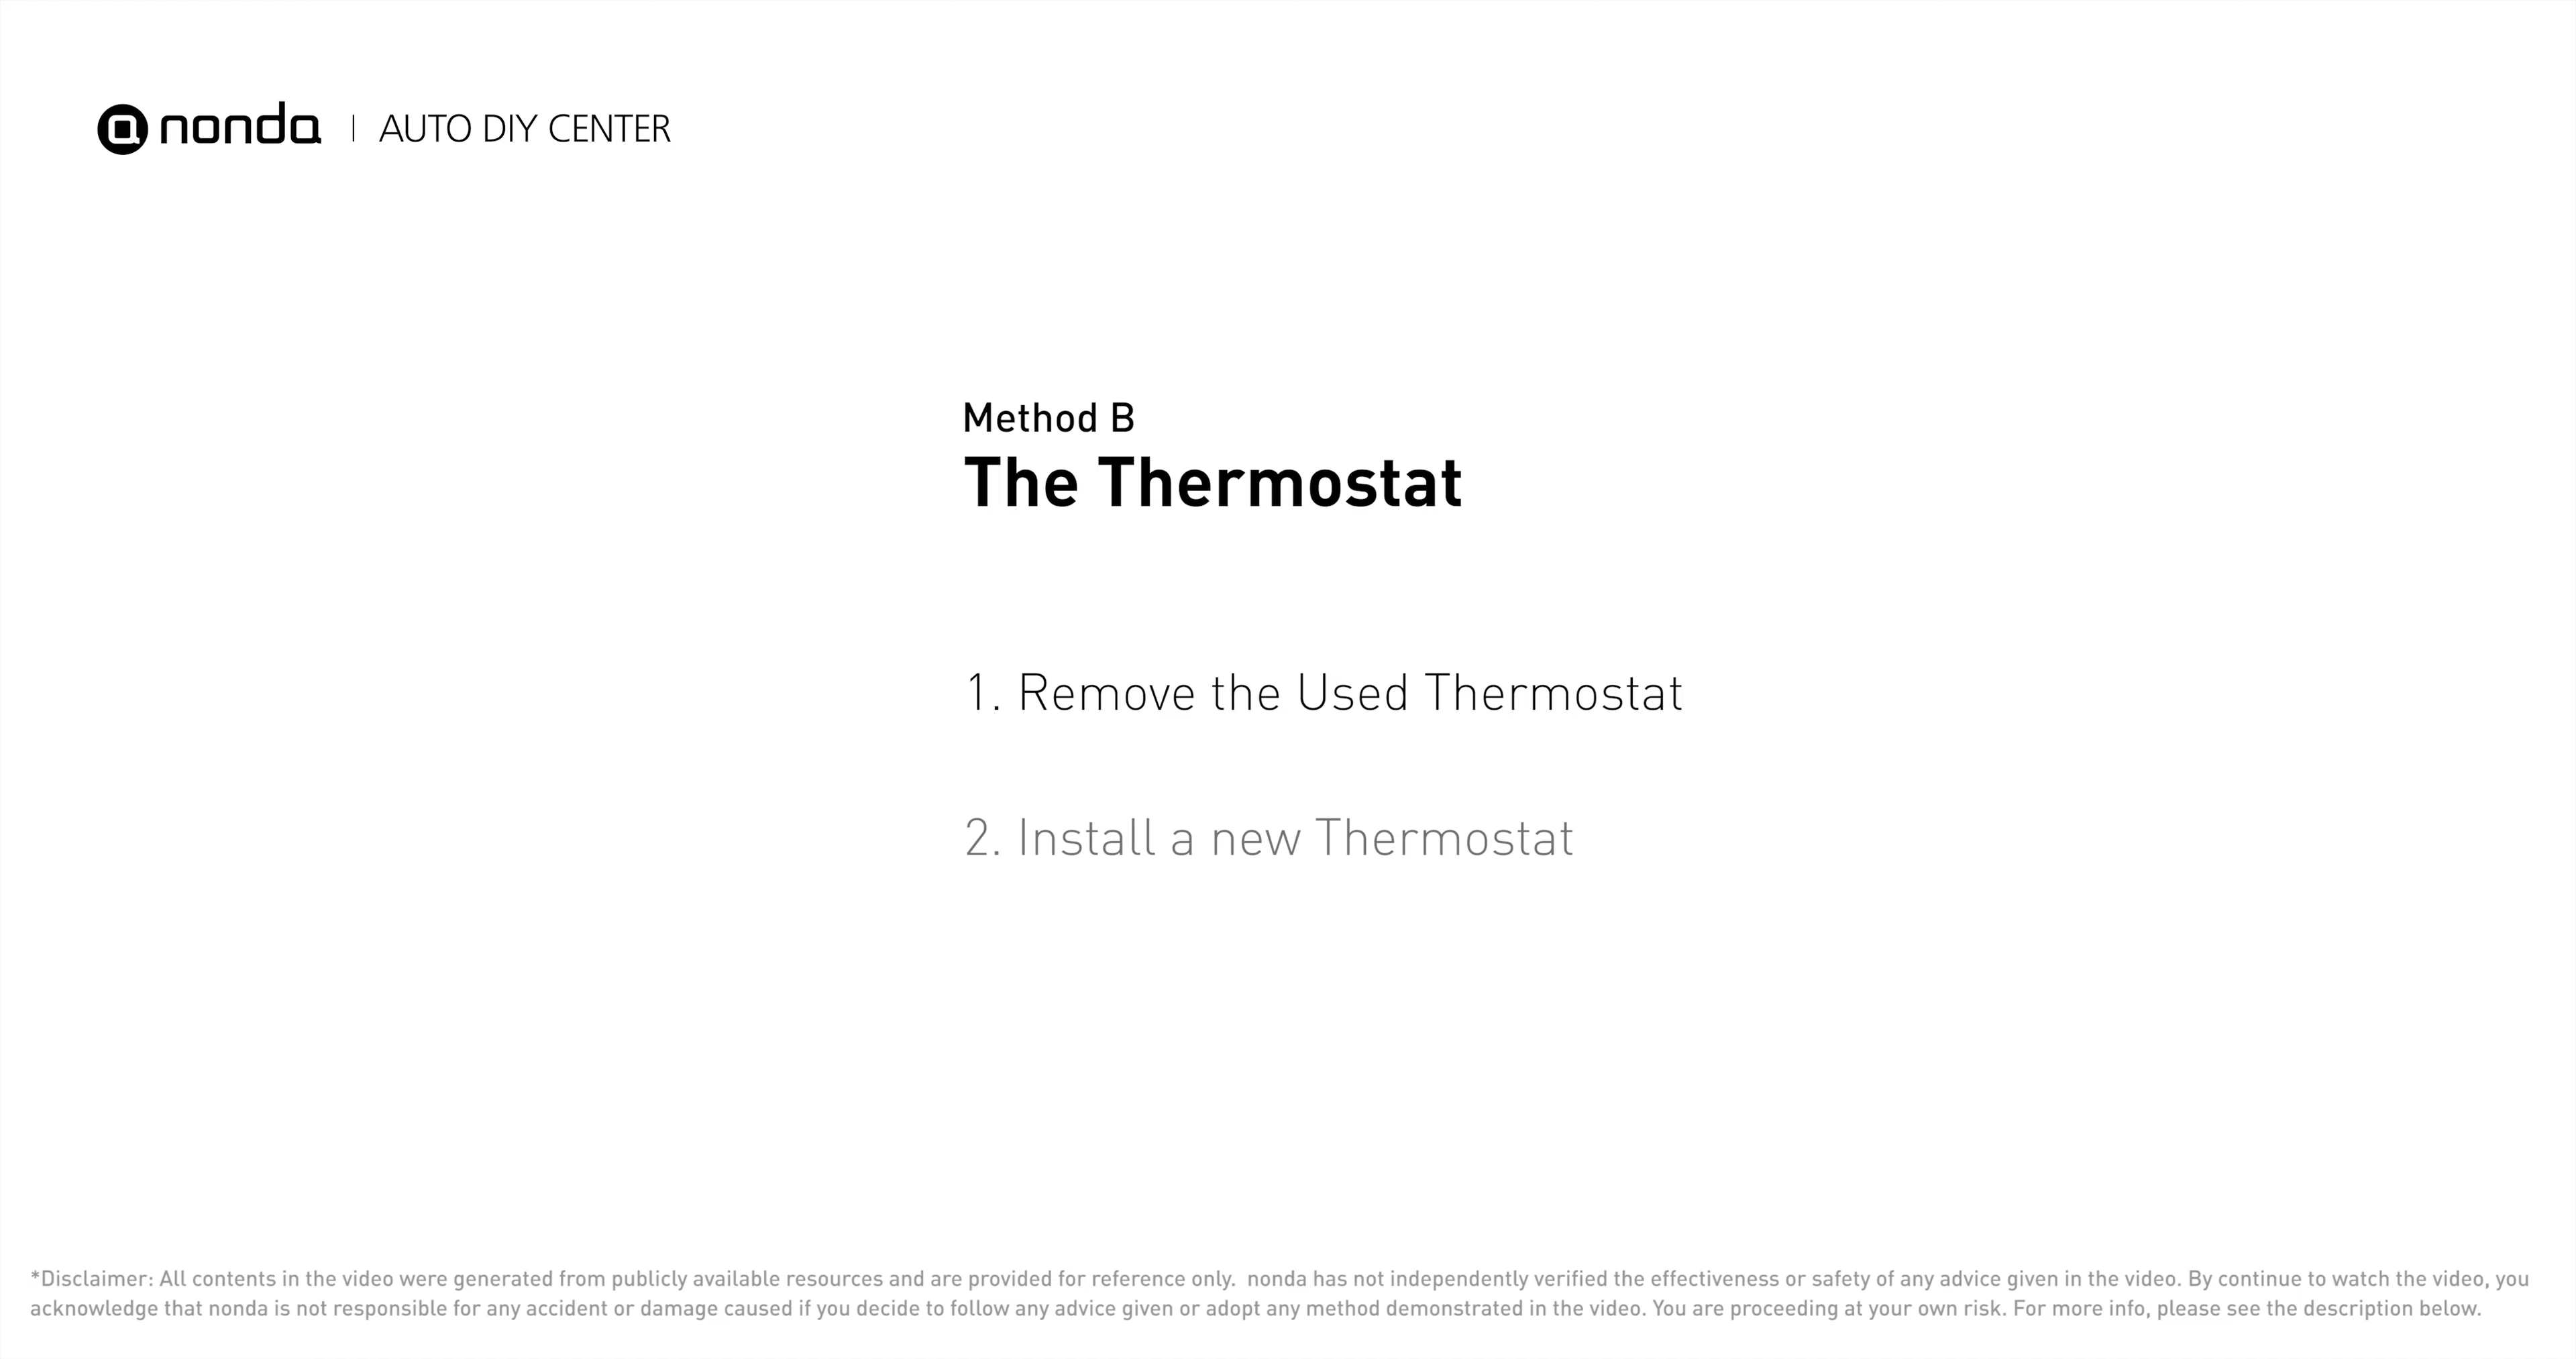 nonda | AUTO DIY CENTER
Method B
The Thermostat
1. Remove the Used Thermostat
2. Install a new Thermostat
*Disclaimer: All contents in the video were generated from publicly available resources and are provided for reference only. nonda has not independently verified the effectiveness or safety of any advice given in the video. By continue to watch the video, you
acknowledge that nonda is not responsible for any accident or damage caused if you decide to follow any advice given or adopt any method demonstrated in the video. You are proceeding at your own risk. For more info, please see the description below.